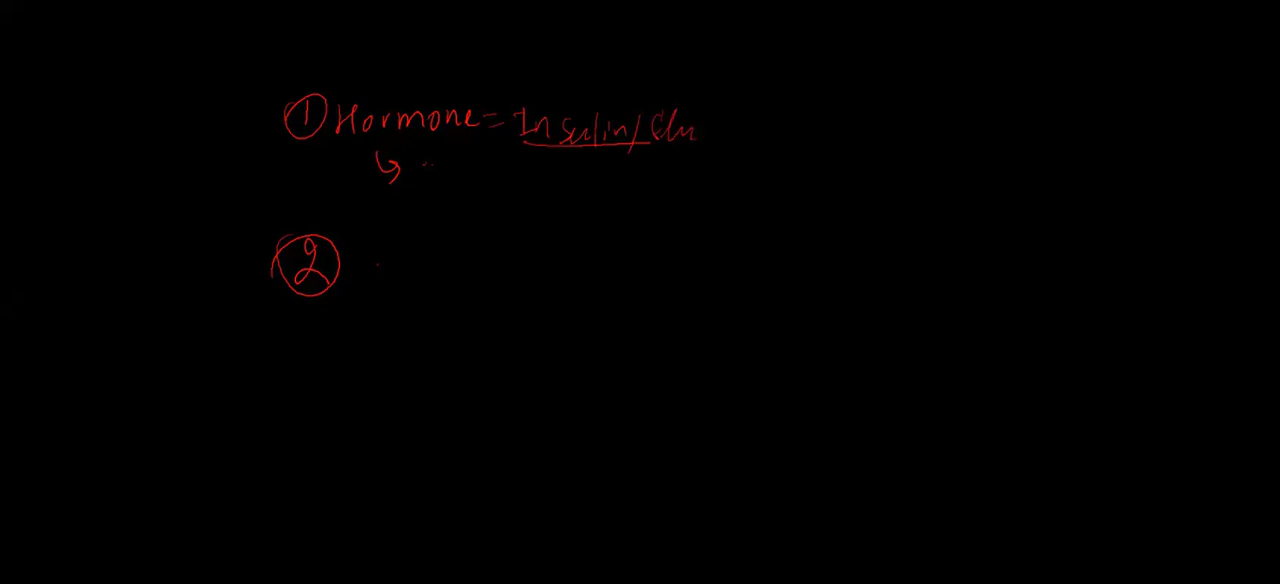 ① Hormone = Insulin/Glu
②